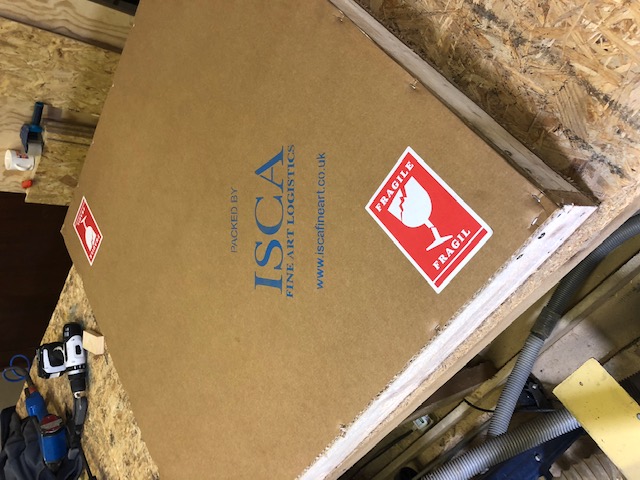 PACKED BY
ISCA
FINE ART LOGISTICS
www.iscafineart.co.uk
FRAGILE
FRAGIL